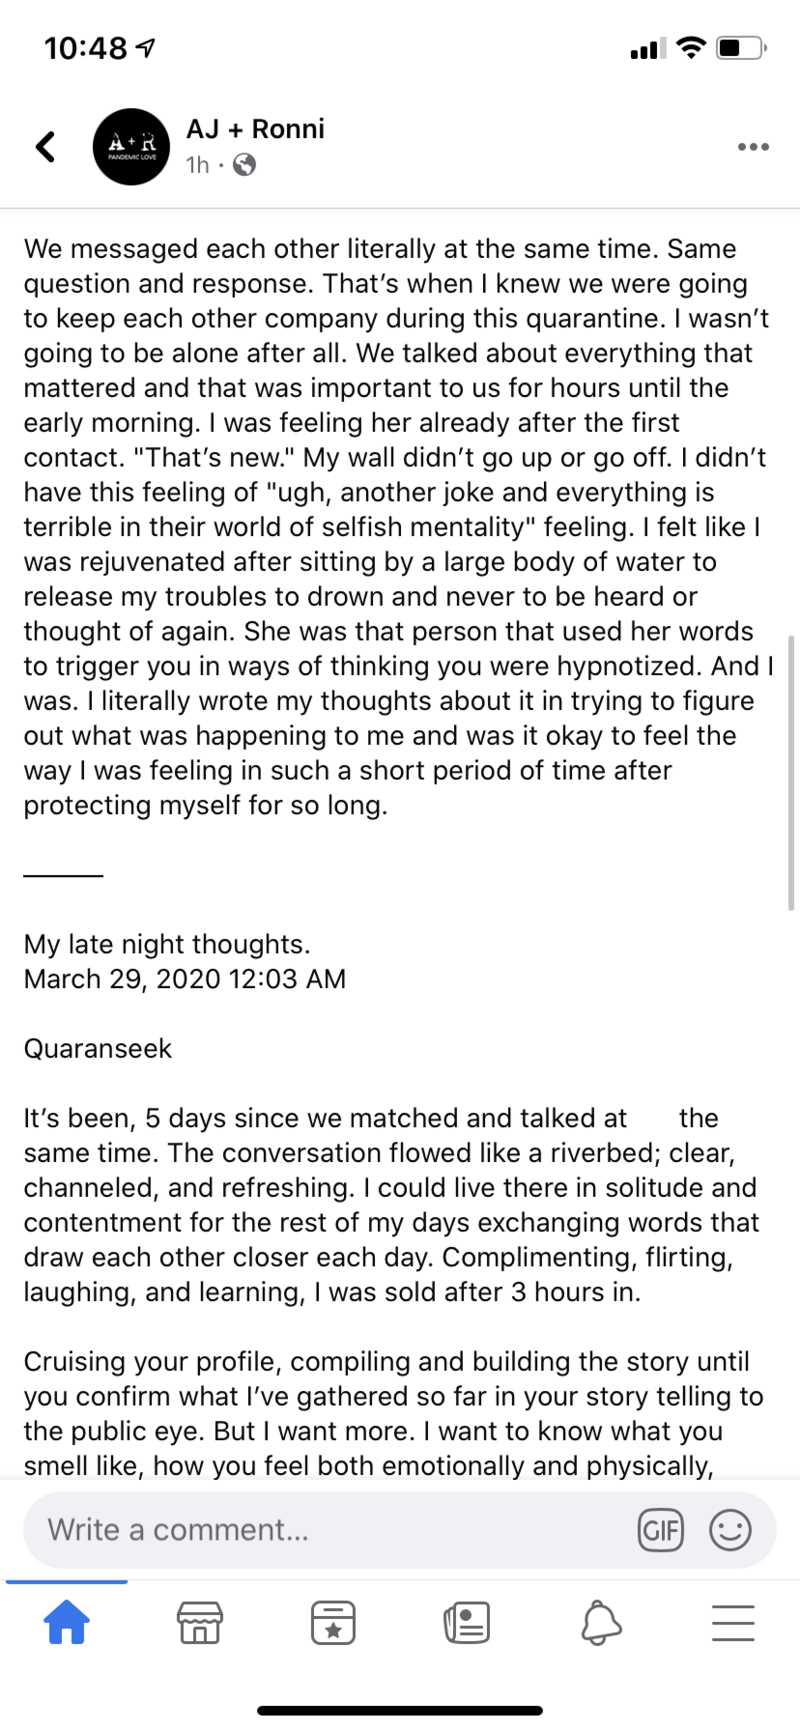 10:48
AJ + Ronni
A + R
PANDEMIC LOVE
1h ·
We messaged each other literally at the same time. Same
question and response. That’s when I knew we were going
to keep each other company during this quarantine. I wasn’t
going to be alone after all. We talked about everything that
mattered and that was important to us for hours until the
early morning. I was feeling her already after the first
contact. "That’s new." My wall didn’t go up or go off. I didn’t
have this feeling of "ugh, another joke and everything is
terrible in their world of selfish mentality" feeling. I felt like I
was rejuvenated after sitting by a large body of water to
release my troubles to drown and never to be heard or
thought of again. She was that person that used her words
to trigger you in ways of thinking you were hypnotized. And I
was. I literally wrote my thoughts about it in trying to figure
out what was happening to me and was it okay to feel the
way I was feeling in such a short period of time after
protecting myself for so long.
My late night thoughts.
March 29, 2020 12:03 AM
Quaranseek
It’s been, 5 days since we matched and talked at the
same time. The conversation flowed like a riverbed; clear,
channeled, and refreshing. I could live there in solitude and
contentment for the rest of my days exchanging words that
draw each other closer each day. Complimenting, flirting,
laughing, and learning, I was sold after 3 hours in.
Cruising your profile, compiling and building the story until
you confirm what I’ve gathered so far in your story telling to
the public eye. But I want more. I want to know what you
smell like, how you feel both emotionally and physically,
Write a comment...
GIF